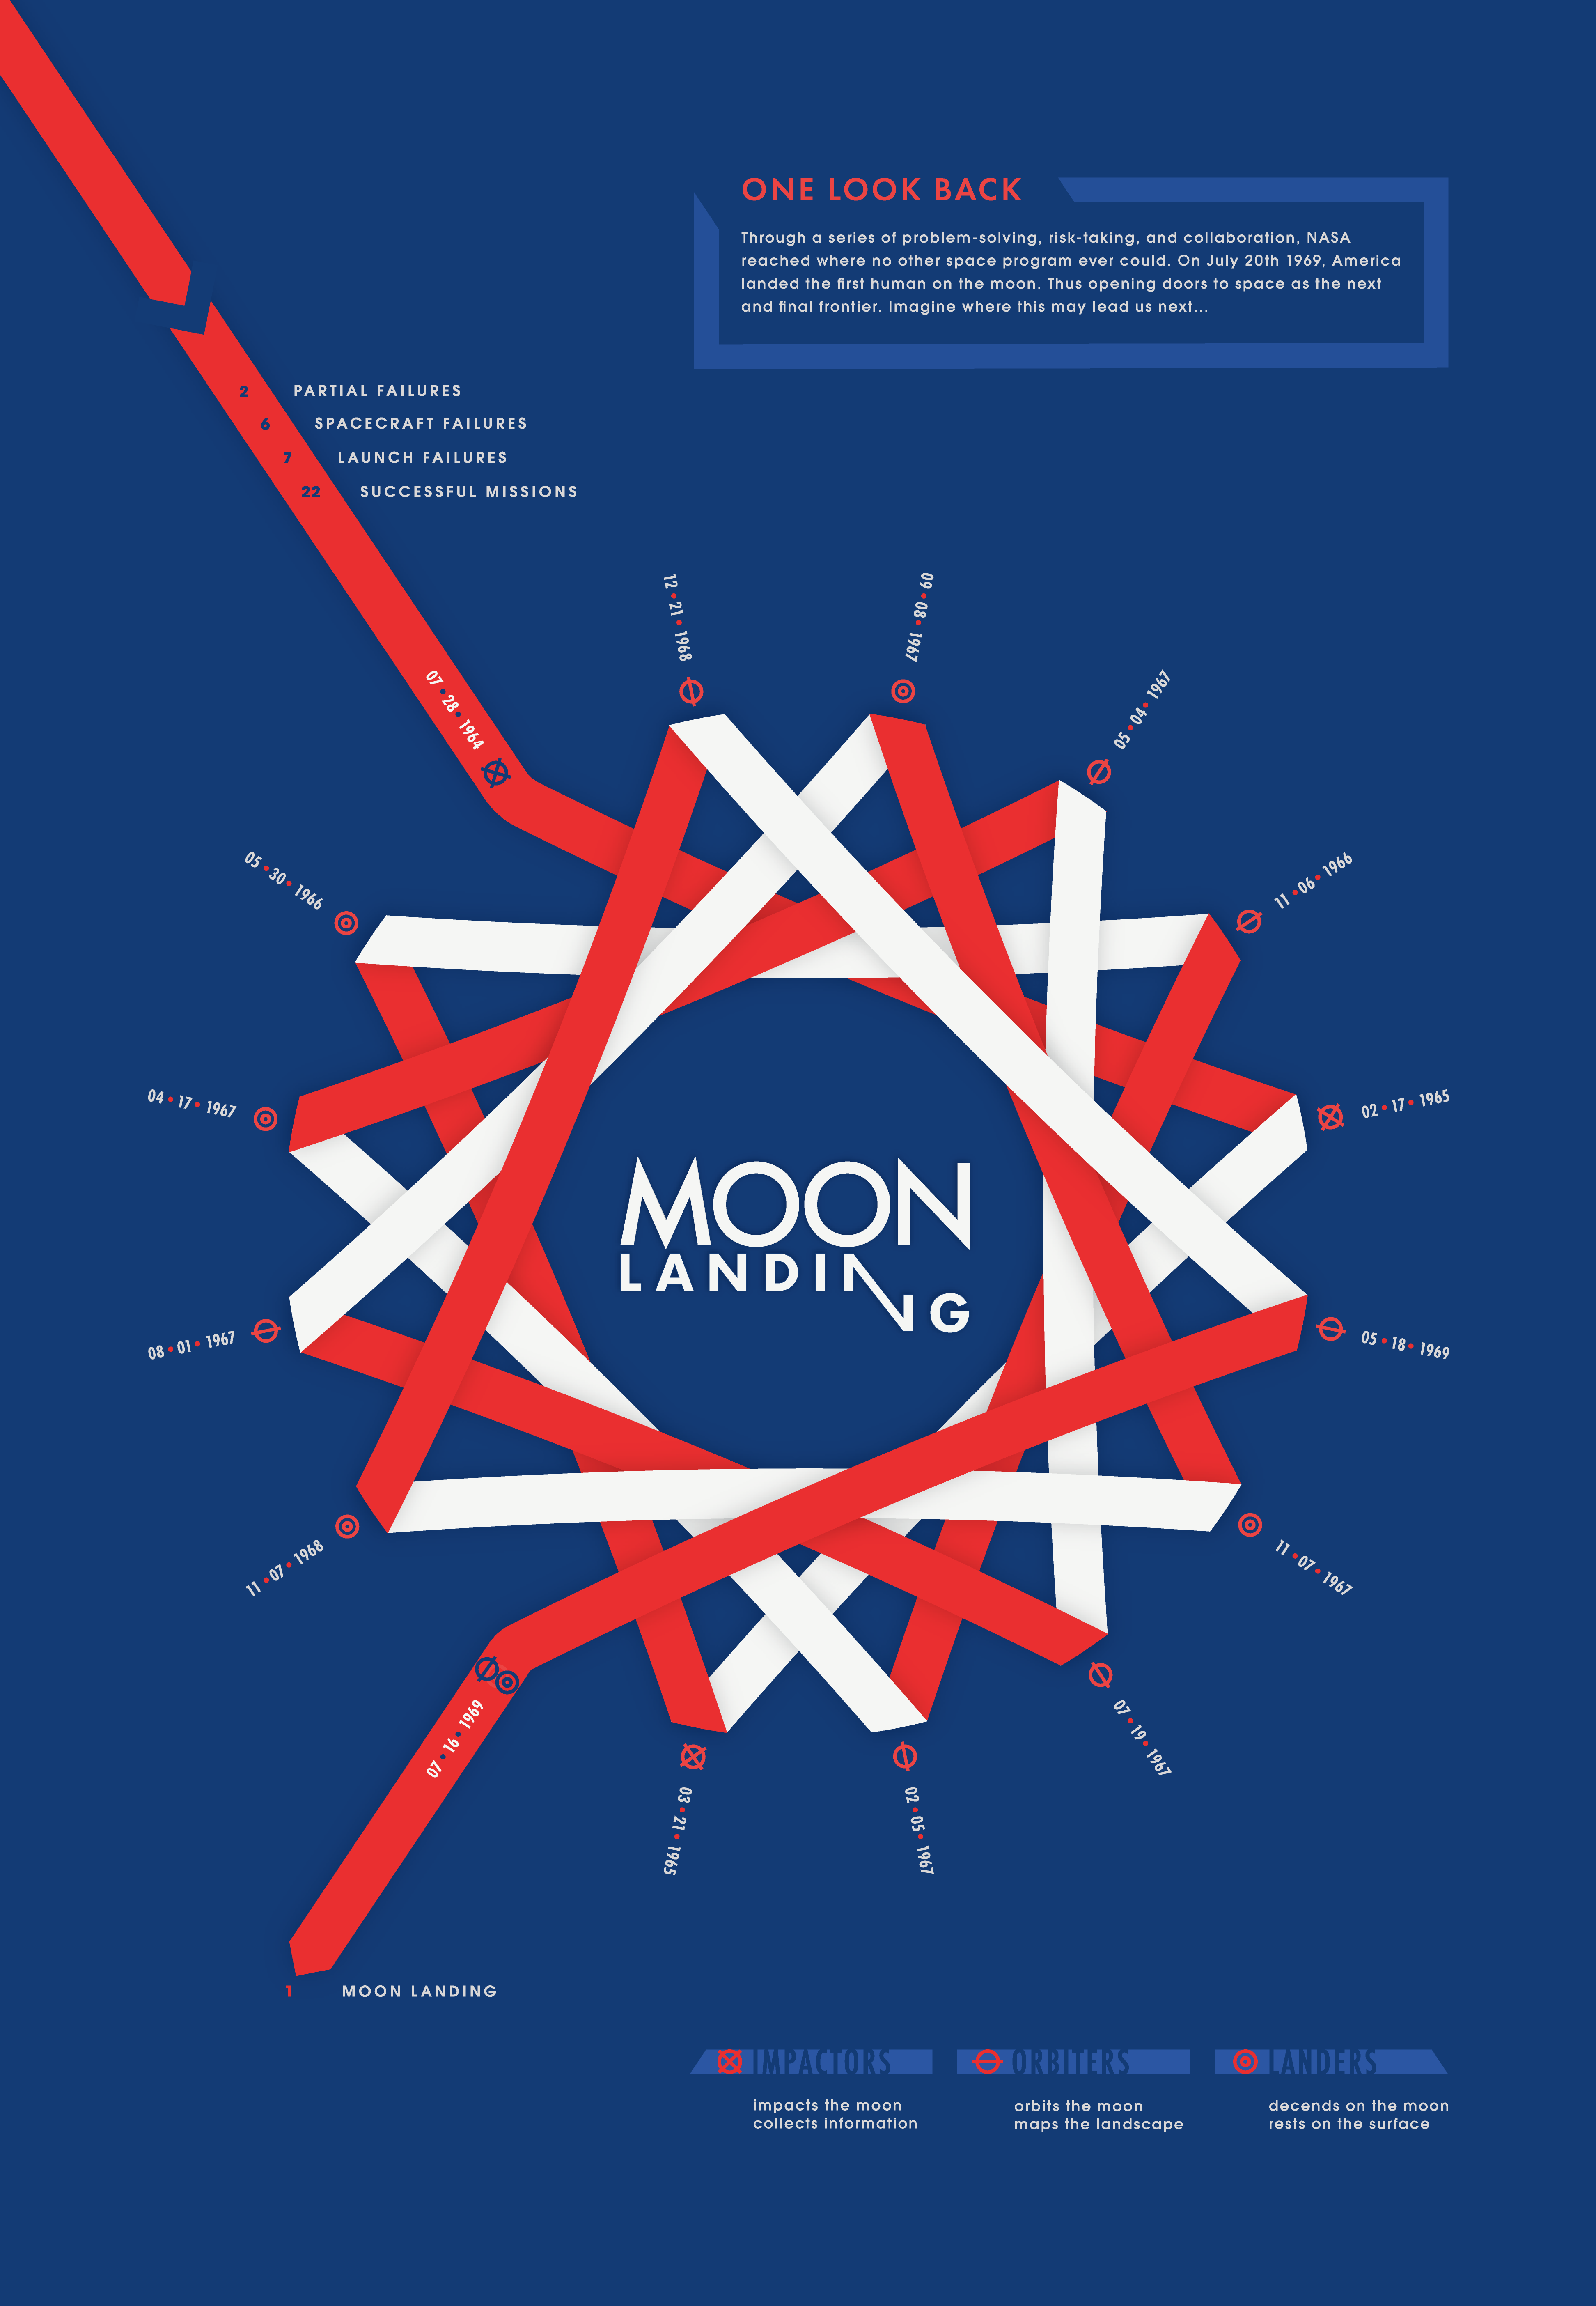 ONE LOOK BACK
Through a series of problem-solving, risk-taking, and collaboration, NASA
reached where no other space program ever could. On July 20th 1969, America
landed the first human on the moon. Thus opening doors to space as the next
and final frontier. Imagine where this may lead us next...
2 PARTIAL FAILURES
6 SPACECRAFT FAILURES
7 LAUNCH FAILURES
22 SUCCESSFUL MISSIONS
07•28•1964
12•21•1968
09•08•1967
05•04•1967
11•06•1966
02•17•1965
05•18•1969
11•07•1967
07•19•1967
02•05•1967
03•21•1965
07•16•1969
11•07•1968
08•01•1967
04•17•1967
05•30•1966
MOON
LANDING
1 MOON LANDING
IMPACTORS
impacts the moon
collects information
ORBITERS
orbits the moon
maps the landscape
LANDERS
decends on the moon
rests on the surface